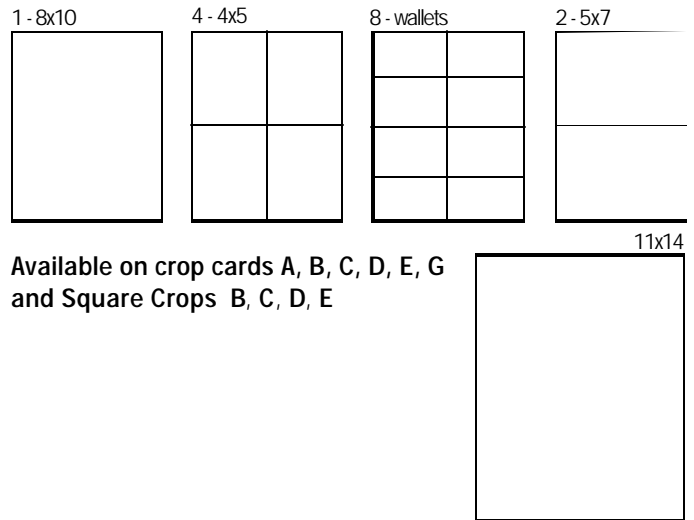 1 - 8x10
4 - 4x5
8 - wallets
2 - 5x7
11x14
Available on crop cards A, B, C, D, E, G
and Square Crops B, C, D, E